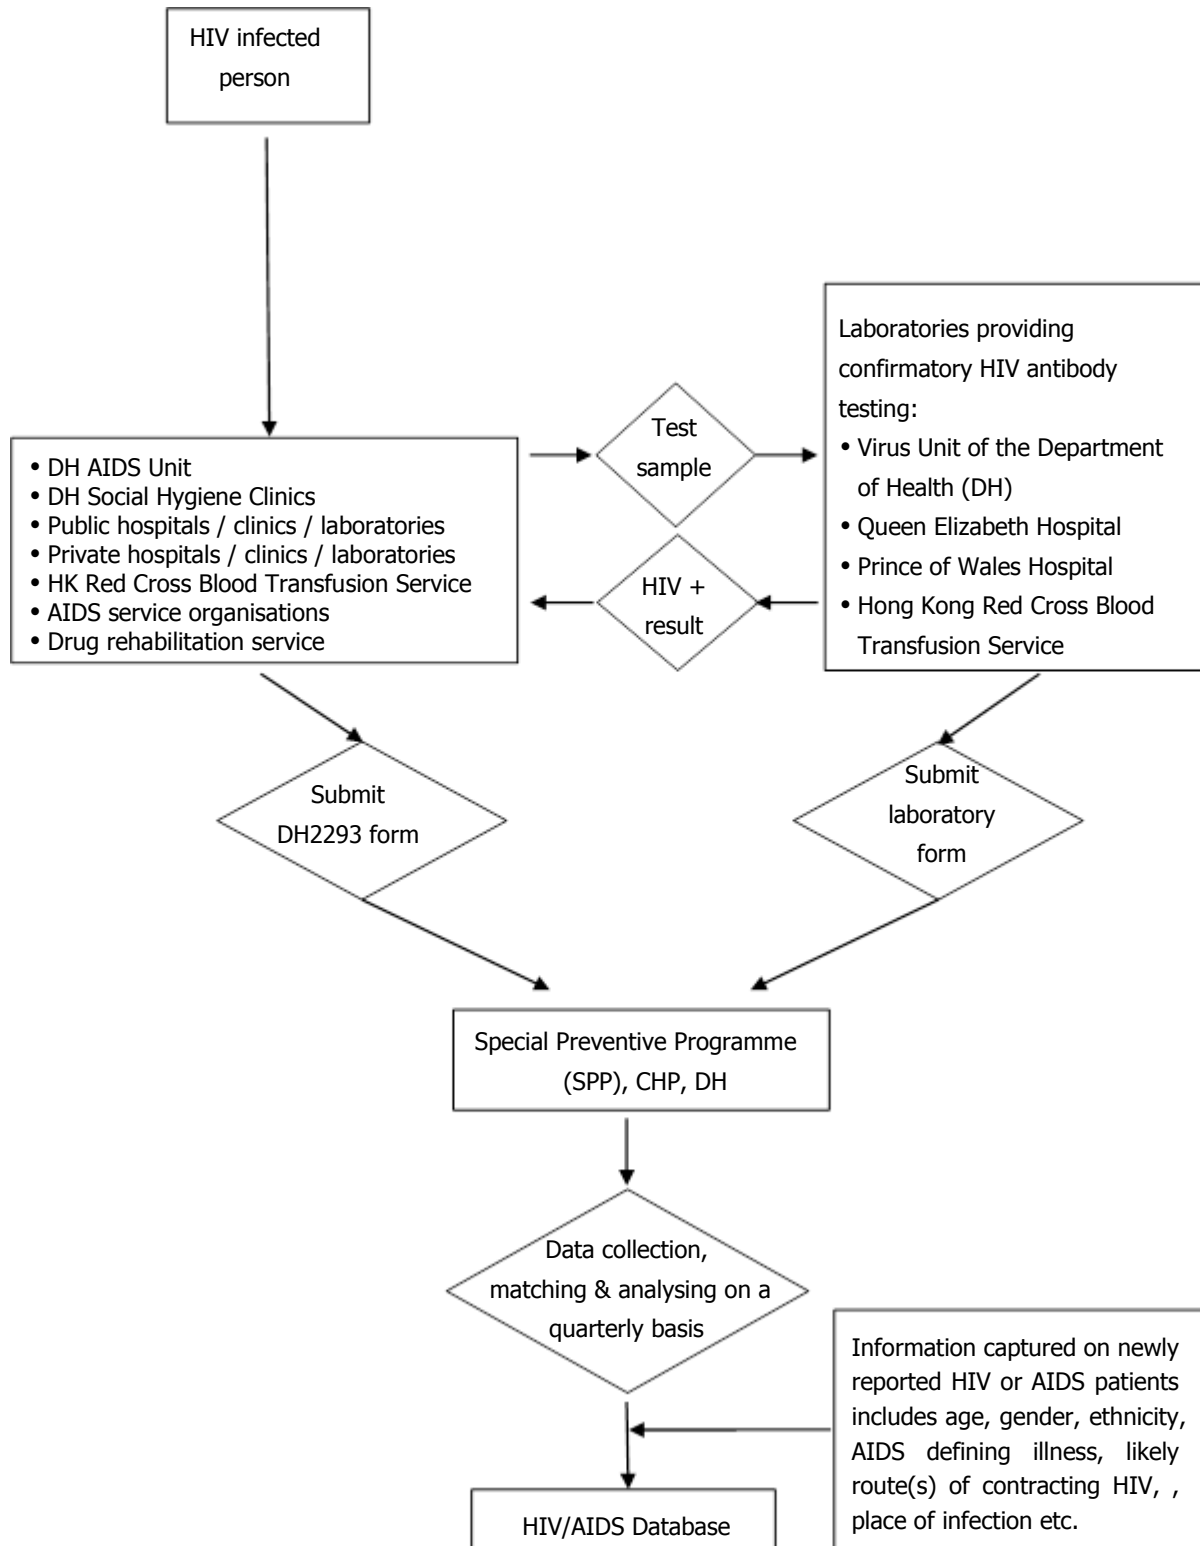 HIV infected
person
Laboratories providing
confirmatory HIV antibody
testing:
• Virus Unit of the Department
of Health (DH)
• Queen Elizabeth Hospital
• Prince of Wales Hospital
• Hong Kong Red Cross Blood
Transfusion Service
Test
sample
HIV +
result
• DH AIDS Unit
• DH Social Hygiene Clinics
• Public hospitals / clinics / laboratories
• Private hospitals / clinics / laboratories
• HK Red Cross Blood Transfusion Service
• AIDS service organisations
• Drug rehabilitation service
Submit
DH2293 form
Submit
laboratory
form
Special Preventive Programme
(SPP), CHP, DH
Data collection,
matching & analysing on a
quarterly basis
Information captured on newly
reported HIV or AIDS patients
includes age, gender, ethnicity,
AIDS defining illness, likely
route(s) of contracting HIV, ,
place of infection etc.
HIV/AIDS Database